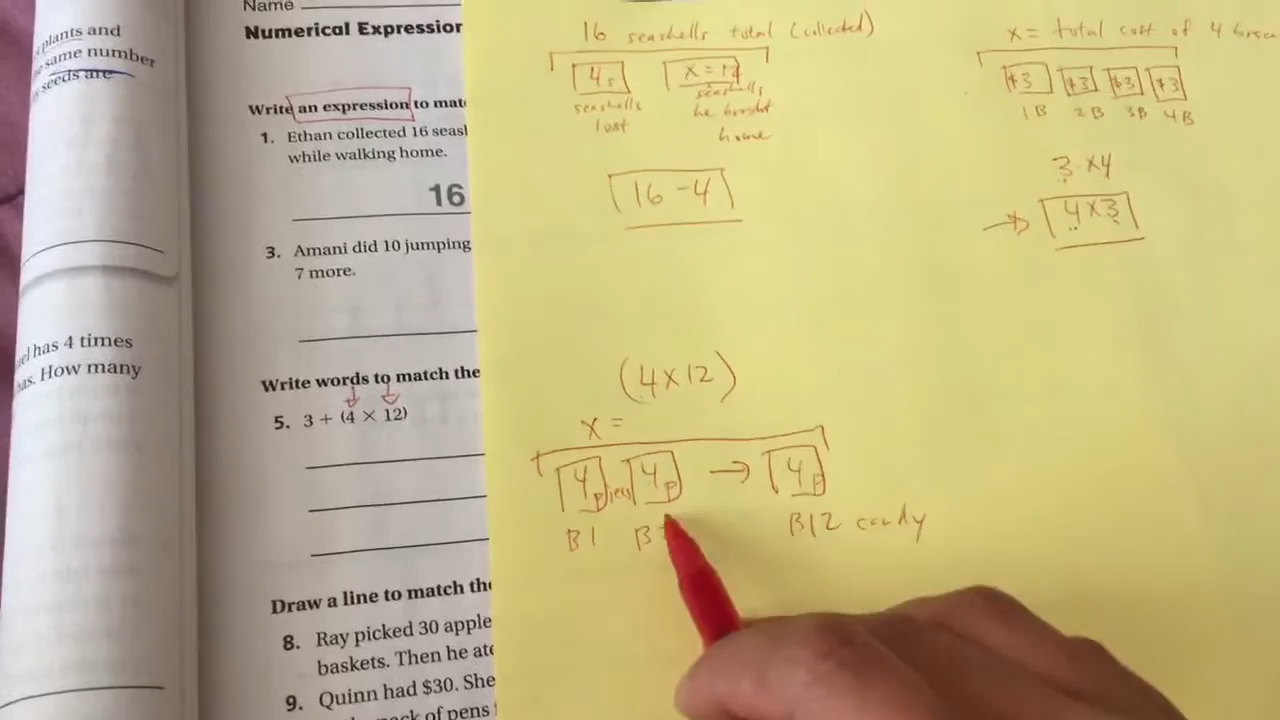 plants and
same number
seeds are
has 4 times
has. How many
Name
Numerical Expression
Write an expression to mat
1. Ethan collected 16 seas
while walking home.
16
3. Amani did 10 jumping
7 more.
Write words to match the
5. 3 + (4 × 12)
Draw a line to match the
8. Ray picked 30 apple
baskets. Then he ate
9. Quinn had $30. She
of pens
16 seashells total (collected)
4s
seashells
lost
x = 12
seashells
he brought
home
16 - 4
x = total cost of 4
$3 $3 $3 $3
1B 2B 3B 4B
3 × 4
→ 4 × 3
(4 × 12)
x =
4p 4p → 4p
B1 B B12 candy